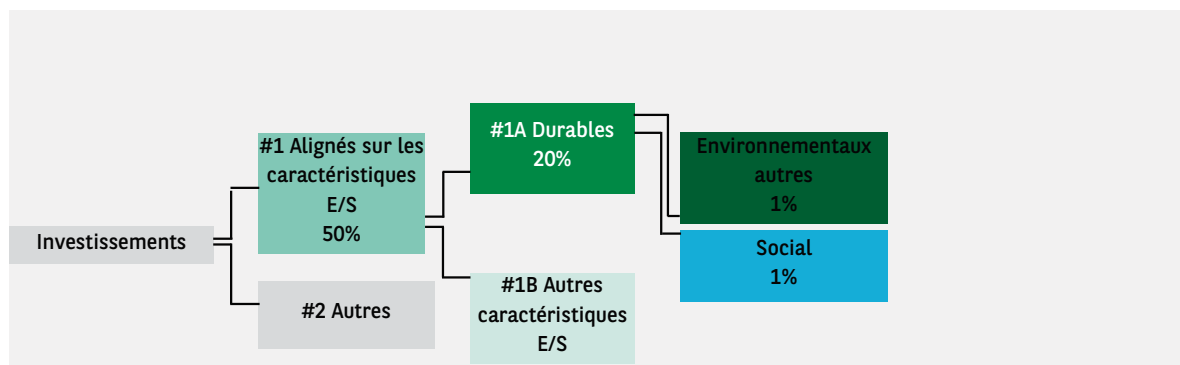 Investissements
#1 Alignés sur les
caractéristiques
E/S
50%
#2 Autres
#1A Durables
20%
#1B Autres
caractéristiques
E/S
Environnementaux
autres
1%
Social
1%